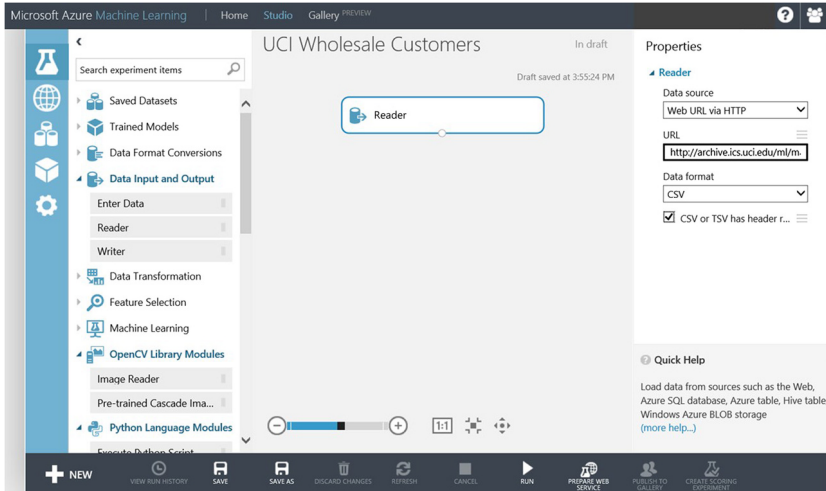 Microsoft Azure Machine Learning | Home Studio Gallery PREVIEW
UCI Wholesale Customers
In draft
Draft saved at 3:55:24 PM
Search experiment items
Saved Datasets
Trained Models
Data Format Conversions
Data Input and Output
Enter Data
Reader
Writer
Data Transformation
Feature Selection
Machine Learning
OpenCV Library Modules
Image Reader
Pre-trained Cascade Ima...
Python Language Modules
Execute Python Script
Reader
1:1
Properties
Reader
Data source
Web URL via HTTP
URL
http://archive.ics.uci.edu/ml/m
Data format
CSV
CSV or TSV has header r...
Quick Help
Load data from sources such as the Web,
Azure SQL database, Azure table, Hive table
Windows Azure BLOB storage
(more help...)
NEW
VIEW RUN HISTORY
SAVE
SAVE AS
DISCARD CHANGES
REFRESH
CANCEL
RUN
PREPARE WEB
SERVICE
PUBLISH TO
GALLERY
CREATE SCORING
EXPERIMENT